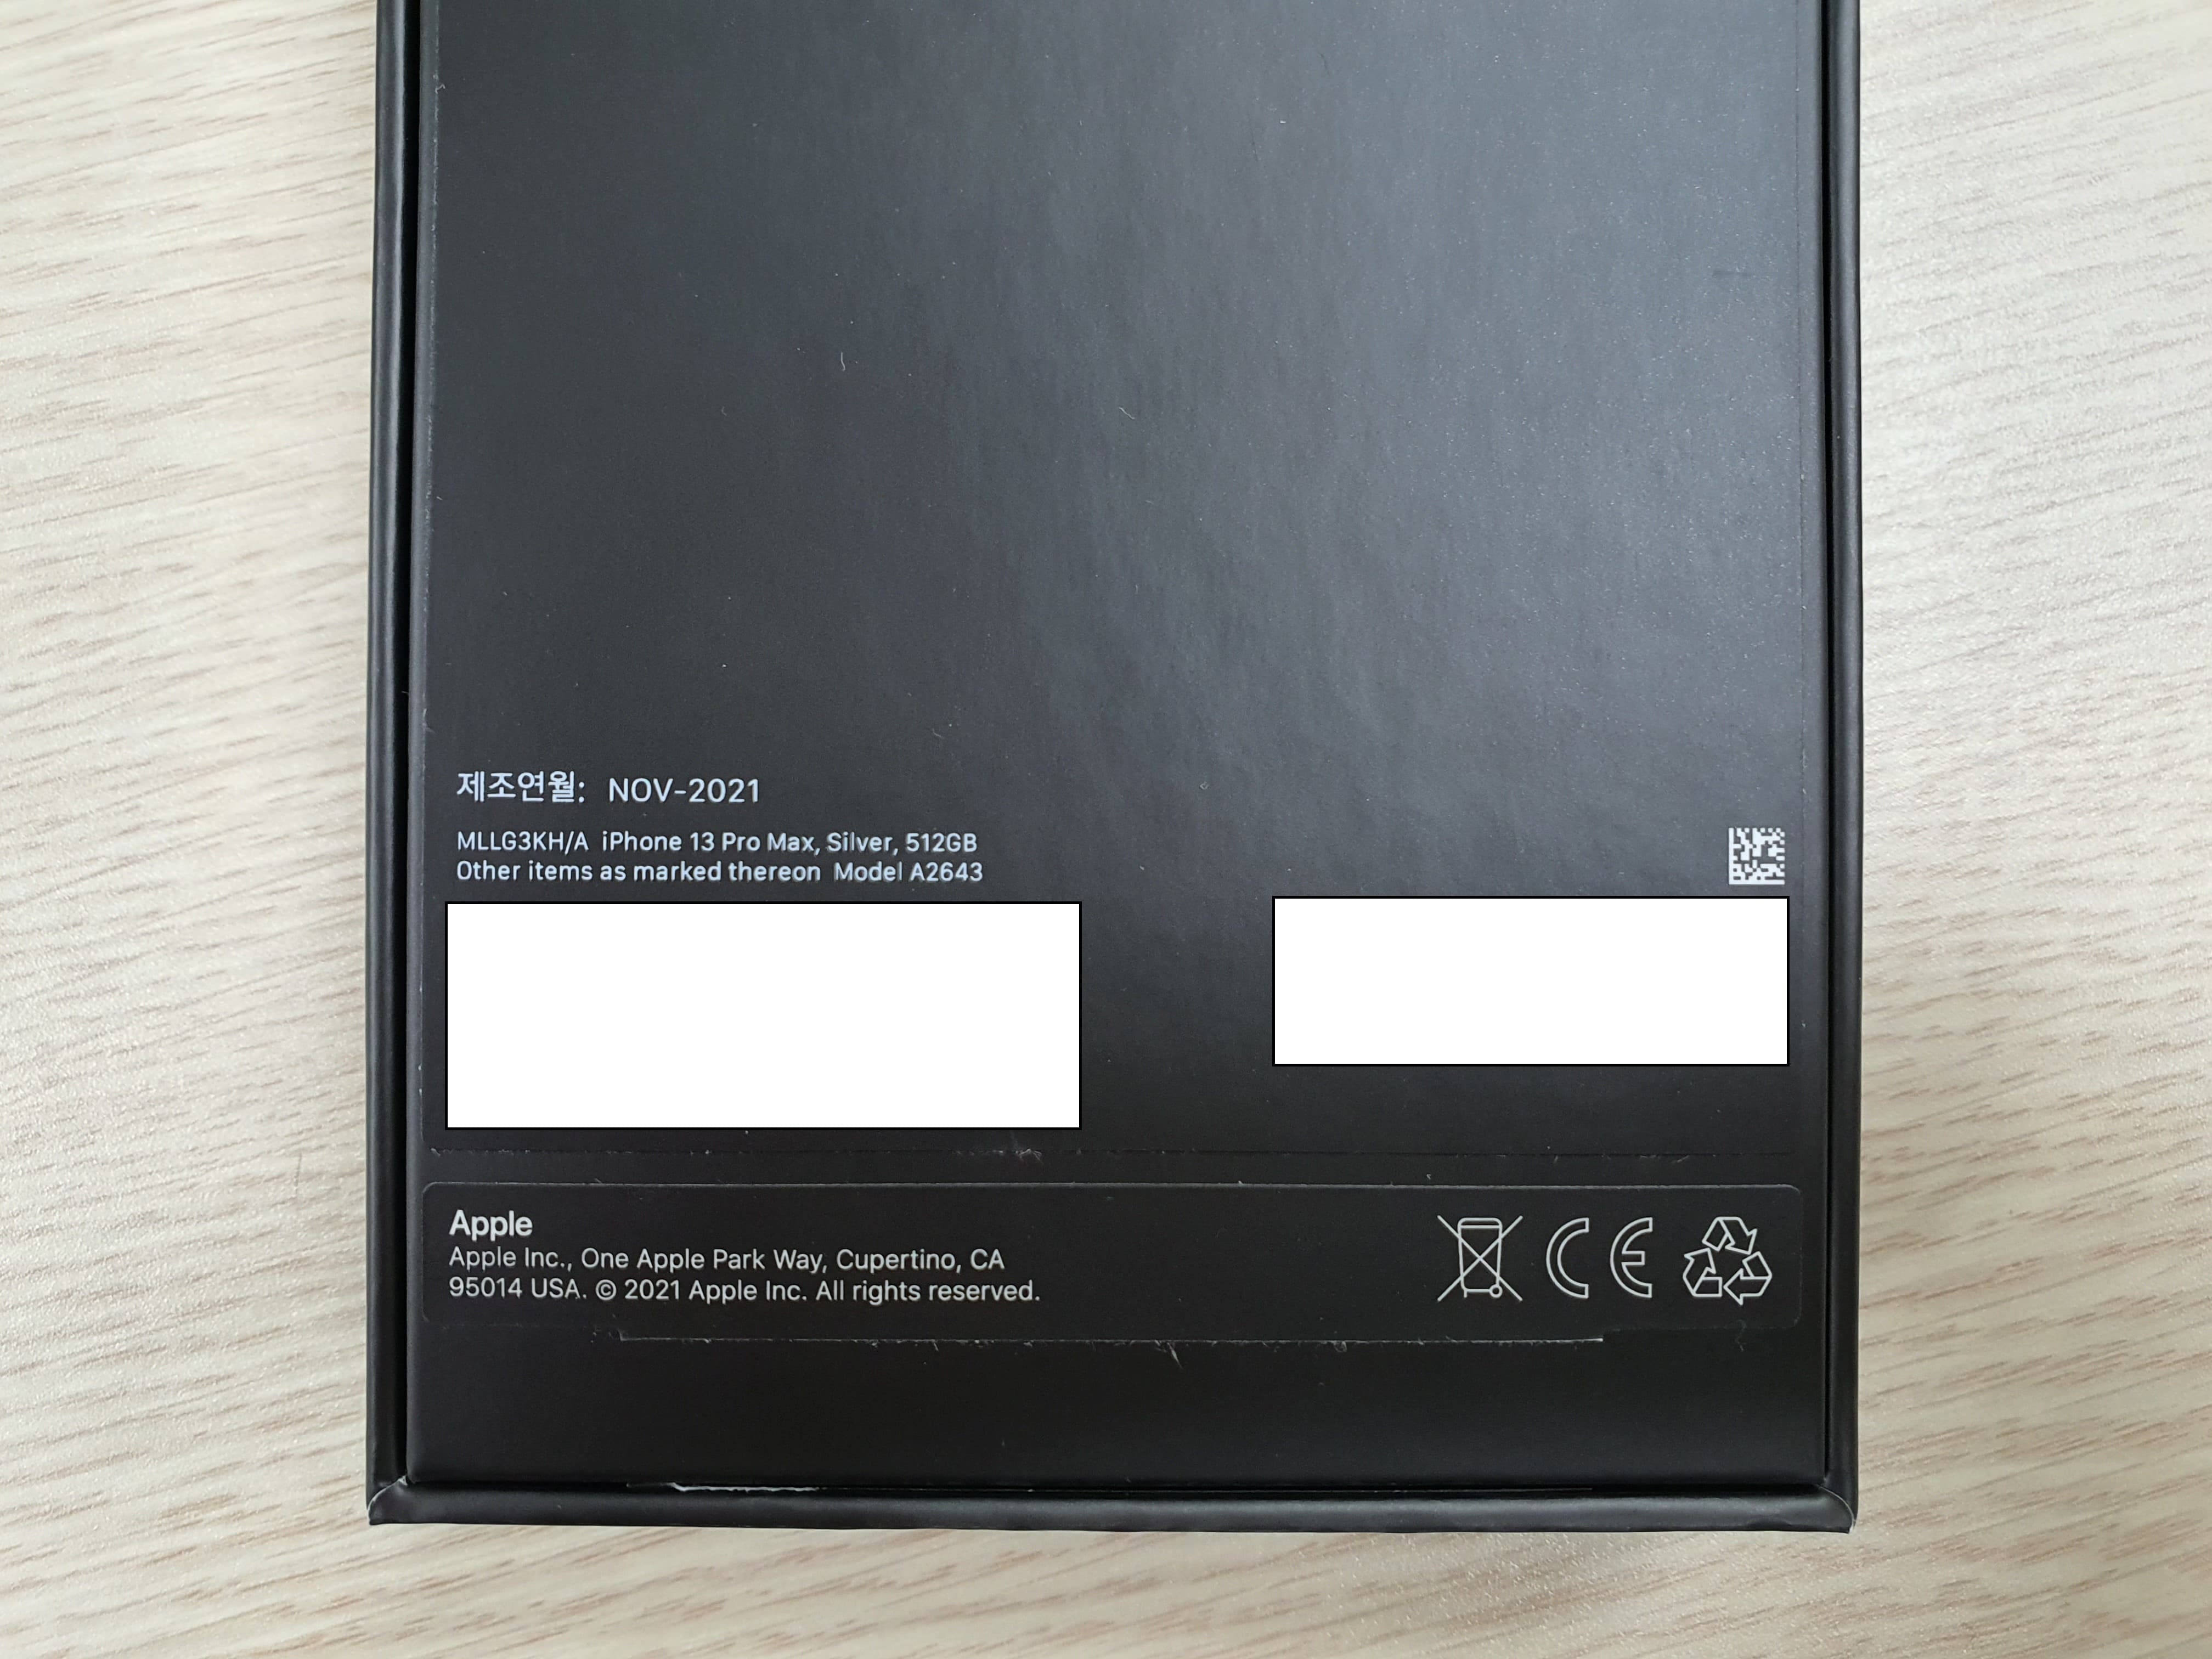 제조연월: NOV-2021
MLLG3KH/A iPhone 13 Pro Max, Silver, 512GB
Other items as marked thereon Model A2643
Apple
Apple Inc., One Apple Park Way, Cupertino, CA
95014 USA. © 2021 Apple Inc. All rights reserved.
CE